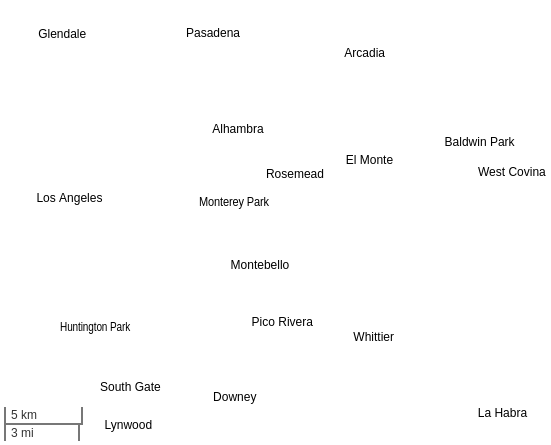 Glendale
Pasadena
Arcadia
Alhambra
Baldwin Park
El Monte
West Covina
Rosemead
Los Angeles
Monterey Park
Montebello
Pico Rivera
Huntington Park
Whittier
South Gate
Downey
La Habra
5 km
Lynwood
3 mi